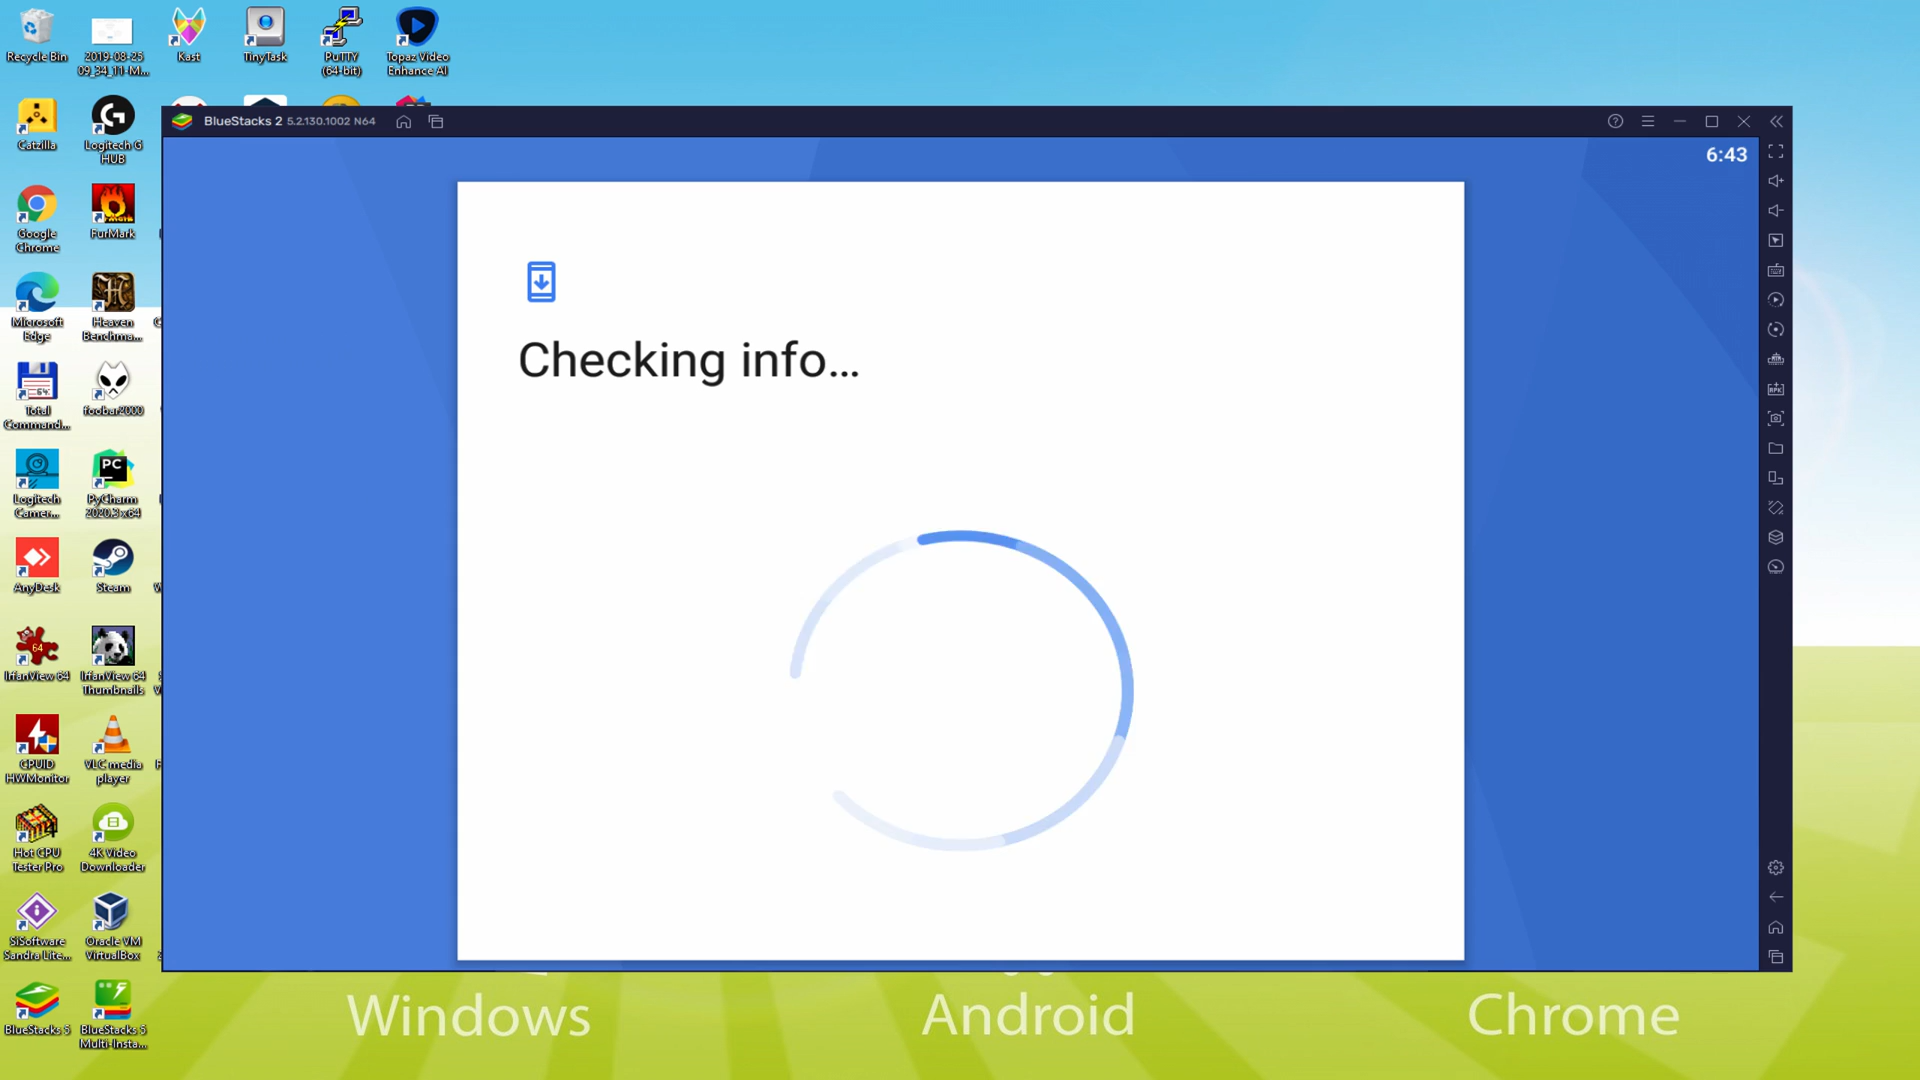 Recycle Bin
2019-08-25
09_34_11-M...
Kast
TinyTask
PuTTY
(64-bit)
Topaz Video
Enhance AI
Catzilla
Logitech G
HUB
Google
Chrome
FurMark
Microsoft
Edge
Heaven
Benchma...
64
Total
Command...
foobar2000
Logitech
Camer...
PC
PyCharm
2020.3 x64
AnyDesk
Steam
64
IrfanView 64
IrfanView 64
Thumbnails
CPUID
HWMonitor
VLC media
player
4
Hot CPU
Tester Pro
4K Video
Downloader
SiSoftware
Sandra Lite...
Oracle VM
VirtualBox
BlueStacks 5
BlueStacks 5
Multi-Insta...
BlueStacks 2 5.2.130.1002 N64
6:43
Checking info...
Windows
Android
Chrome